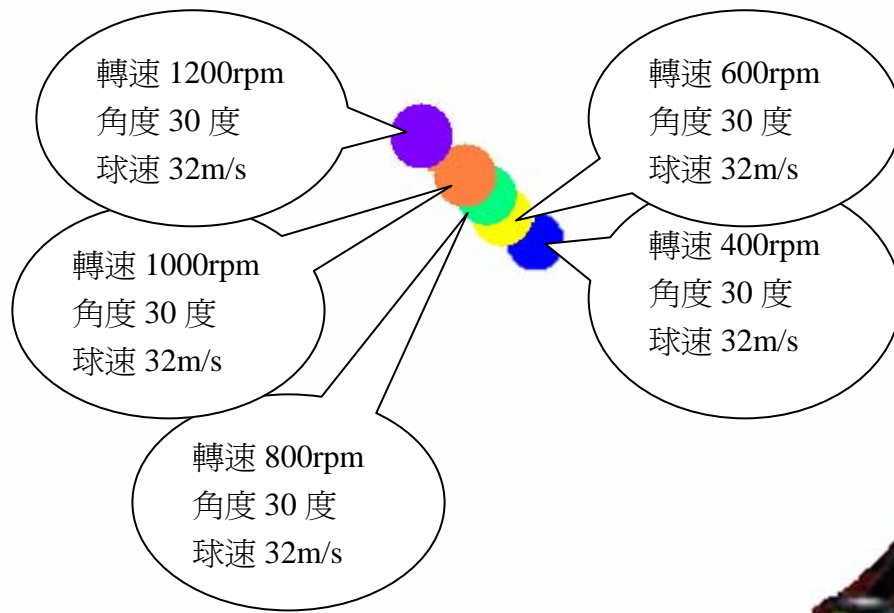 轉速 1200rpm
角度 30 度
球速 32m/s
轉速 600rpm
角度 30 度
球速 32m/s
轉速 1000rpm
角度 30 度
球速 32m/s
轉速 400rpm
角度 30 度
球速 32m/s
轉速 800rpm
角度 30 度
球速 32m/s